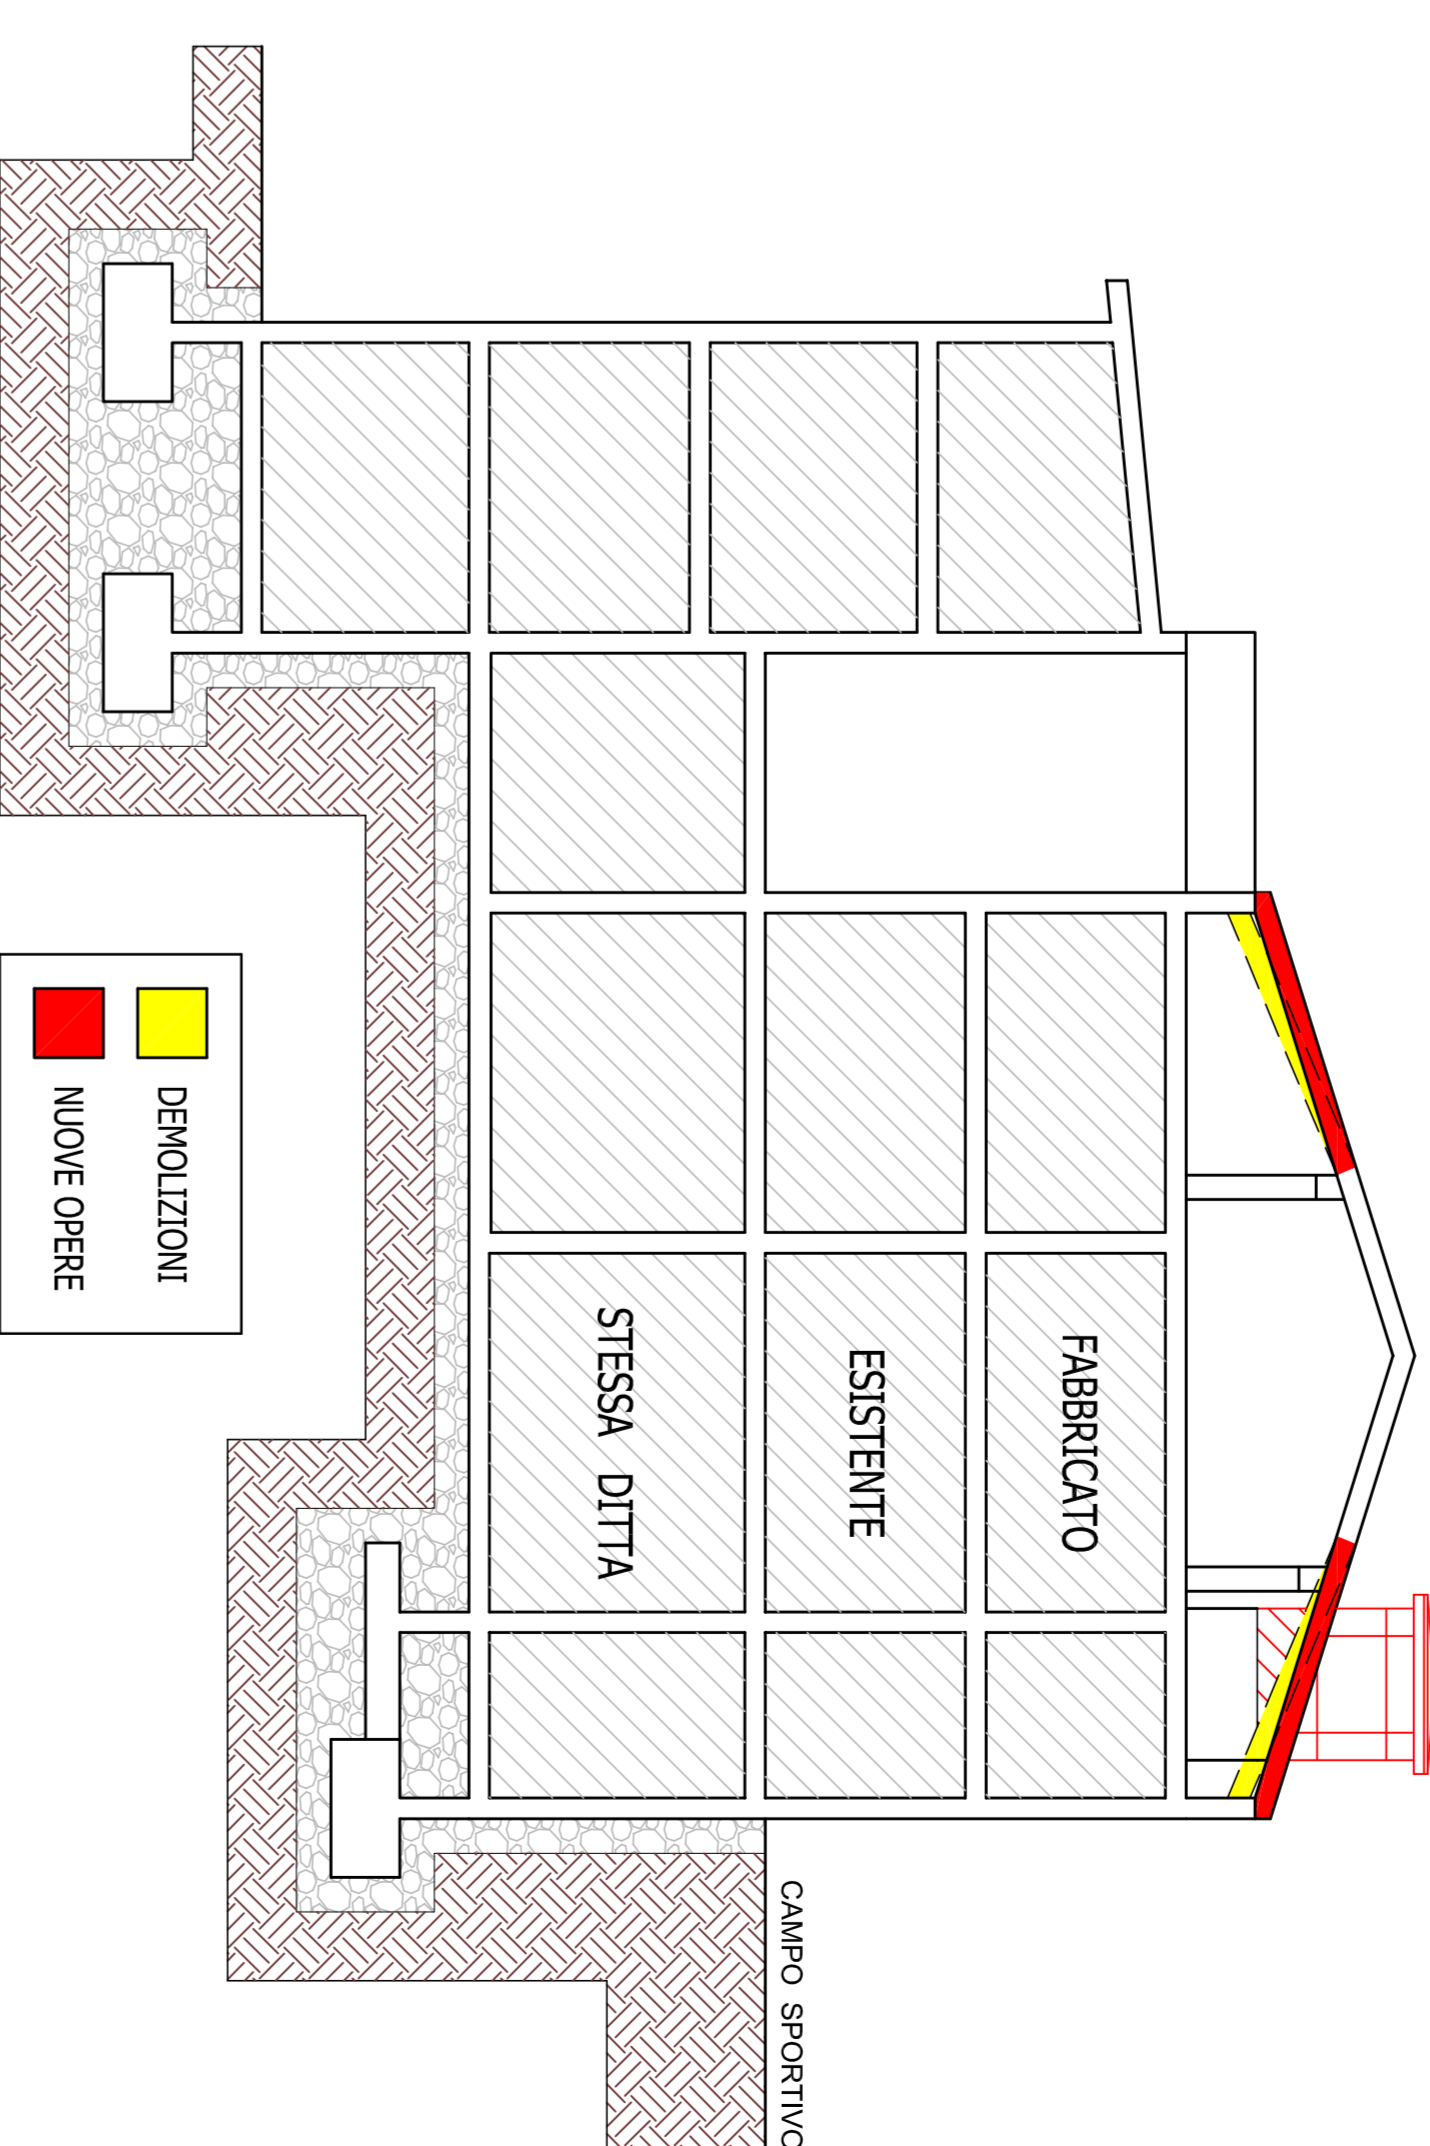 FABBRICATO
ESISTENTE
STESSA DITTA
CAMPO SPORTIVO
DEMOLIZIONI
NUOVE OPERE